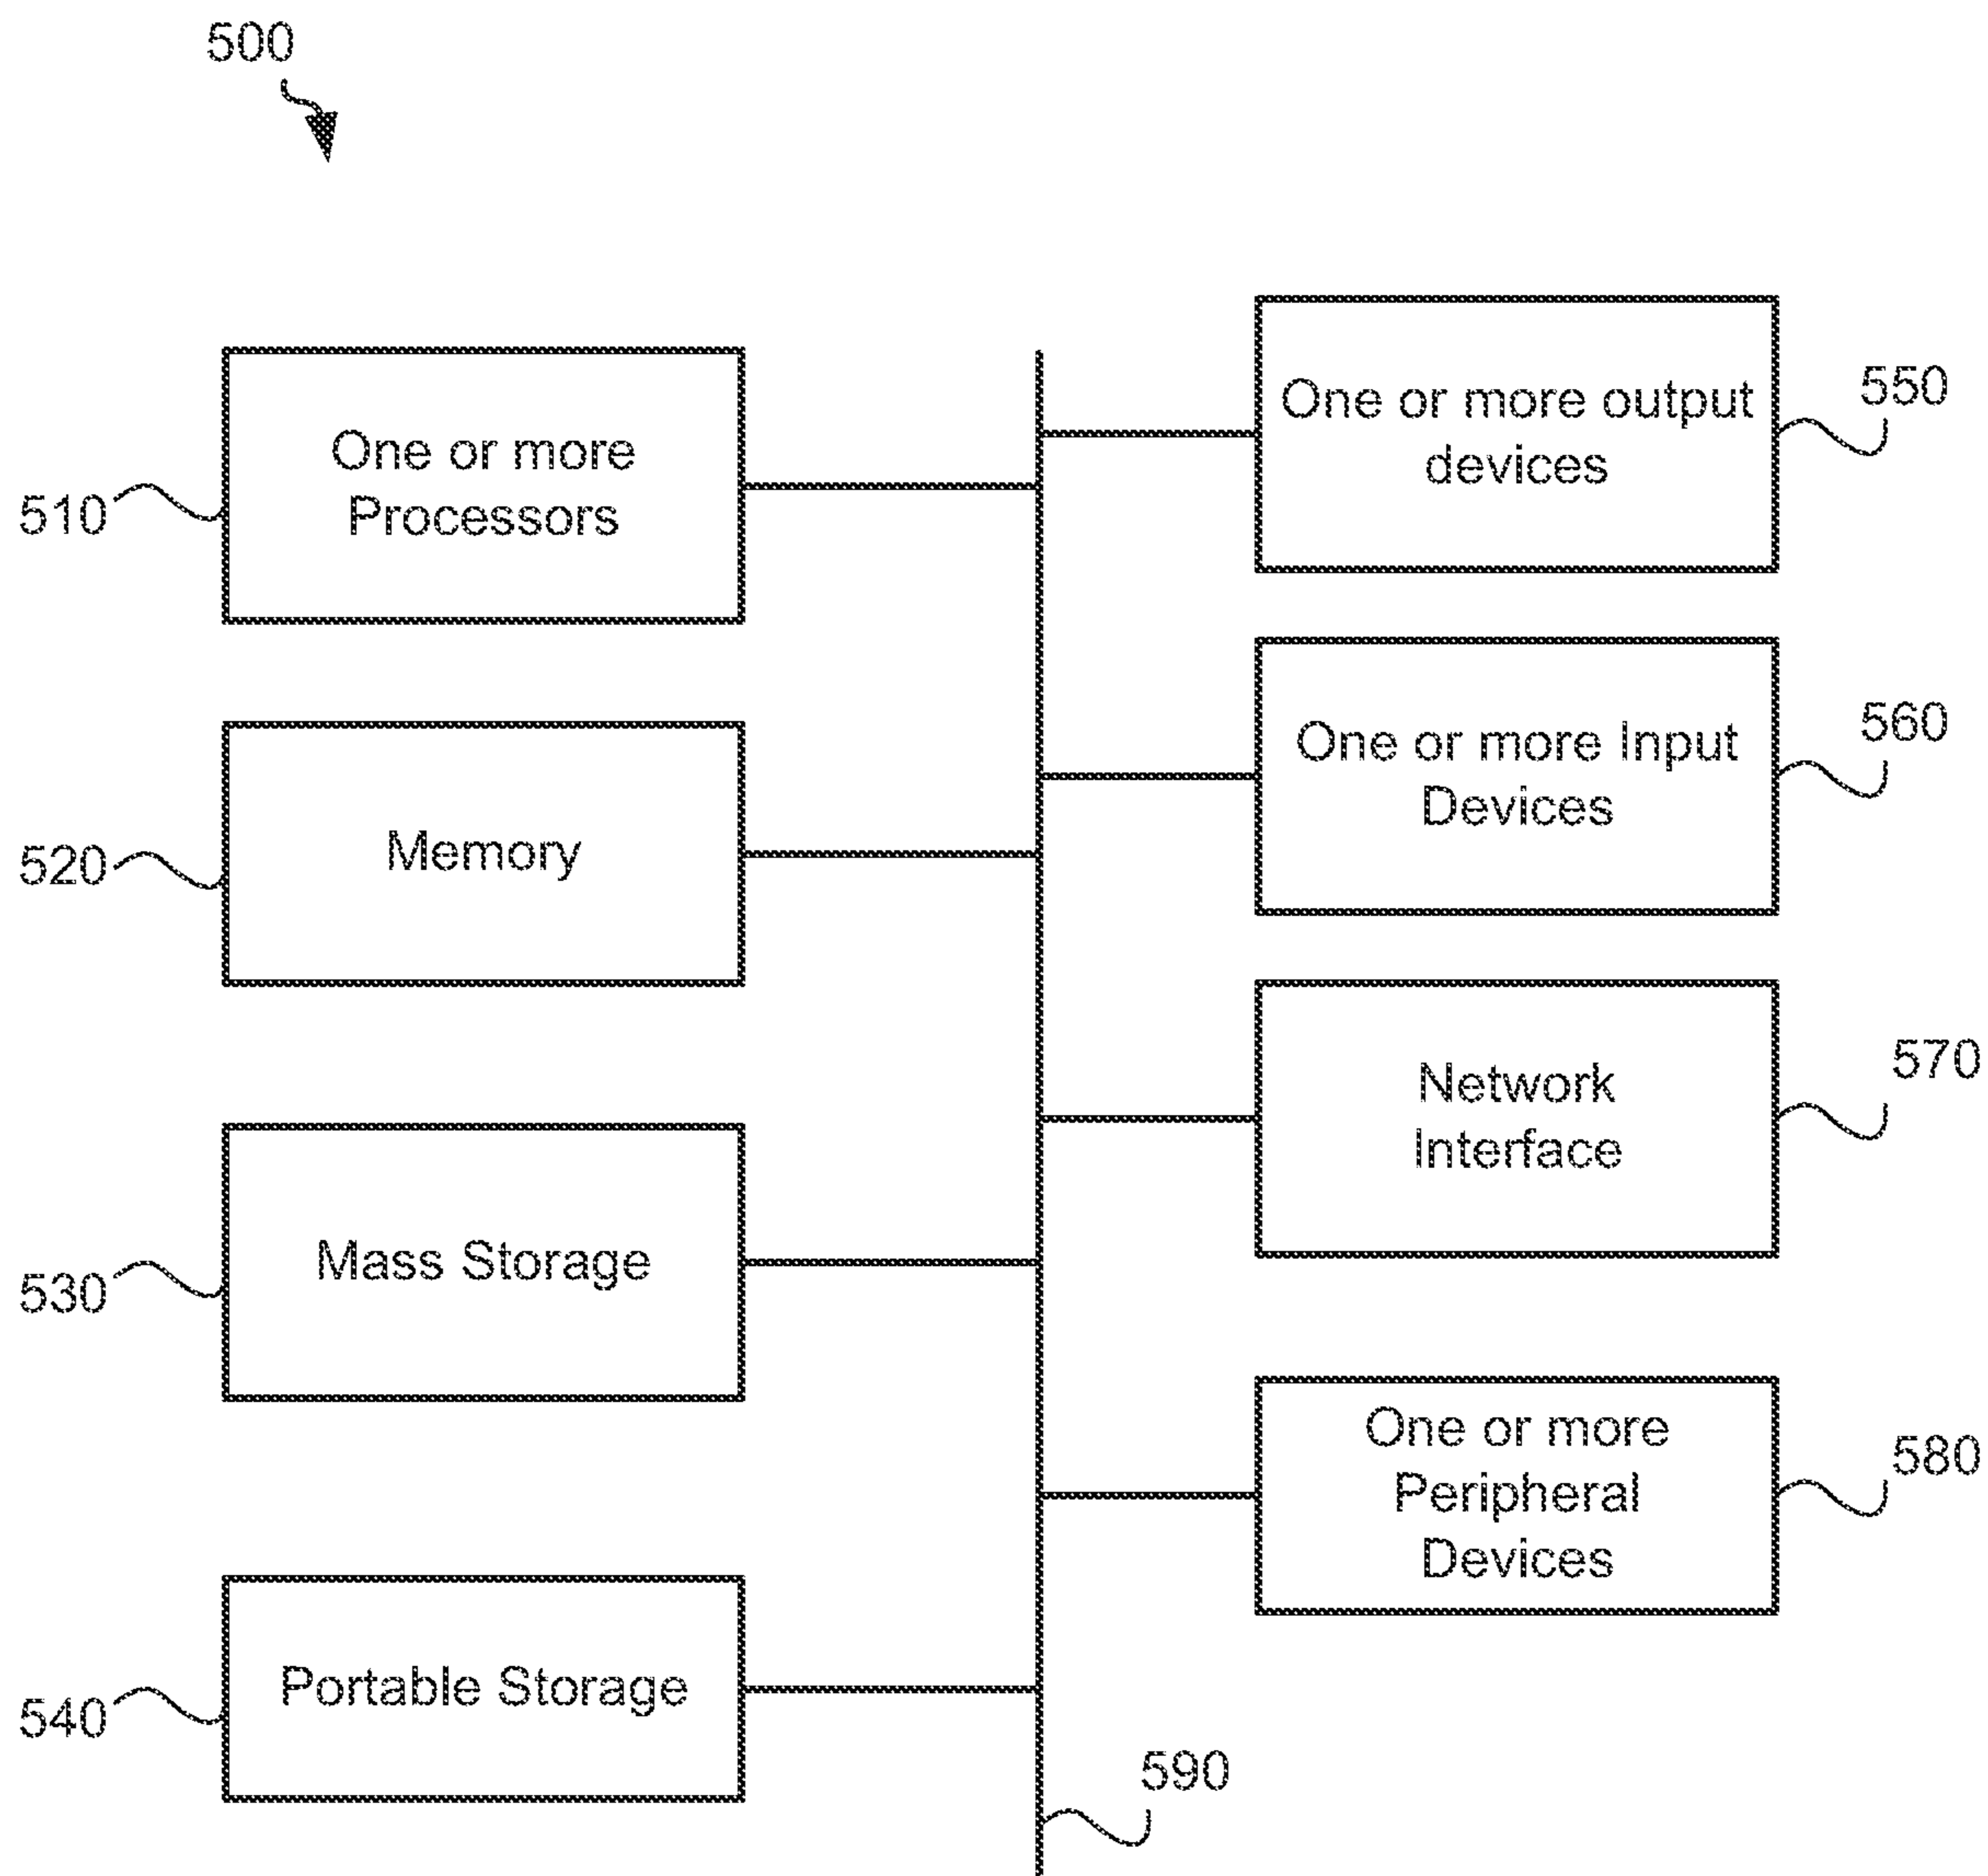 500
One or more
Processors
510
Memory
520
Mass Storage
530
Portable Storage
540
One or more output
devices
550
One or more Input
Devices
560
Network
Interface
570
One or more
Peripheral
Devices
580
590